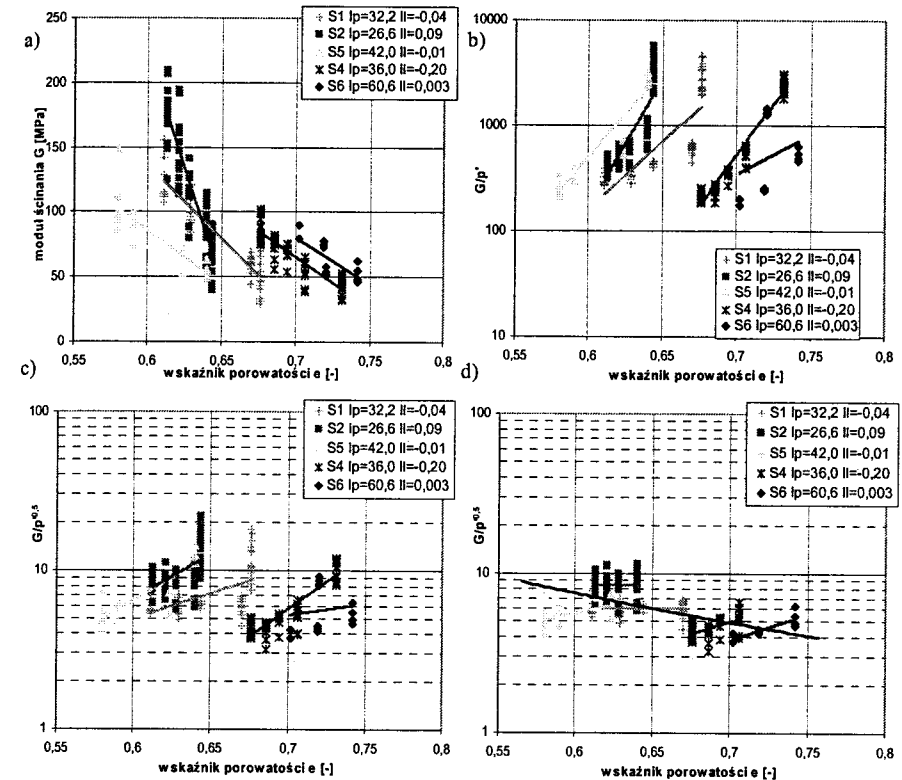 a)
S1 Ip=32,2 Il=-0,04
S2 Ip=26,6 Il=0,09
S5 Ip=42,0 Il=-0,01
S4 Ip=36,0 Il=-0,20
S6 Ip=60,6 Il=0,003
moduł ścinania G [MPa]
250
200
150
100
50
0
0,55
0,6
0,65
0,7
0,75
0,8
wskaźnik porowatości e [-]
b)
G/p'
10000
1000
100
10
S1 Ip=32,2 Il=-0,04
S2 Ip=26,6 Il=0,09
S5 Ip=42,0 Il=-0,01
S4 Ip=36,0 Il=-0,20
S6 Ip=60,6 Il=0,003
0,55
0,6
0,65
0,7
0,75
0,8
wskaźnik porowatości e [-]
c)
S1 Ip=32,2 Il=-0,04
S2 Ip=26,6 Il=0,09
S5 Ip=42,0 Il=-0,01
S4 Ip=36,0 Il=-0,20
S6 Ip=60,6 Il=0,003
G/p'^0,5
100
10
1
0,55
0,6
0,65
0,7
0,75
0,8
wskaźnik porowatości e [-]
d)
S1 Ip=32,2 Il=-0,04
S2 Ip=26,6 Il=0,09
S5 Ip=42,0 Il=-0,01
S4 Ip=36,0 Il=-0,20
S6 Ip=60,6 Il=0,003
G/p'^0,5
100
10
1
0,55
0,6
0,65
0,7
0,75
0,8
wskaźnik porowatości e [-]